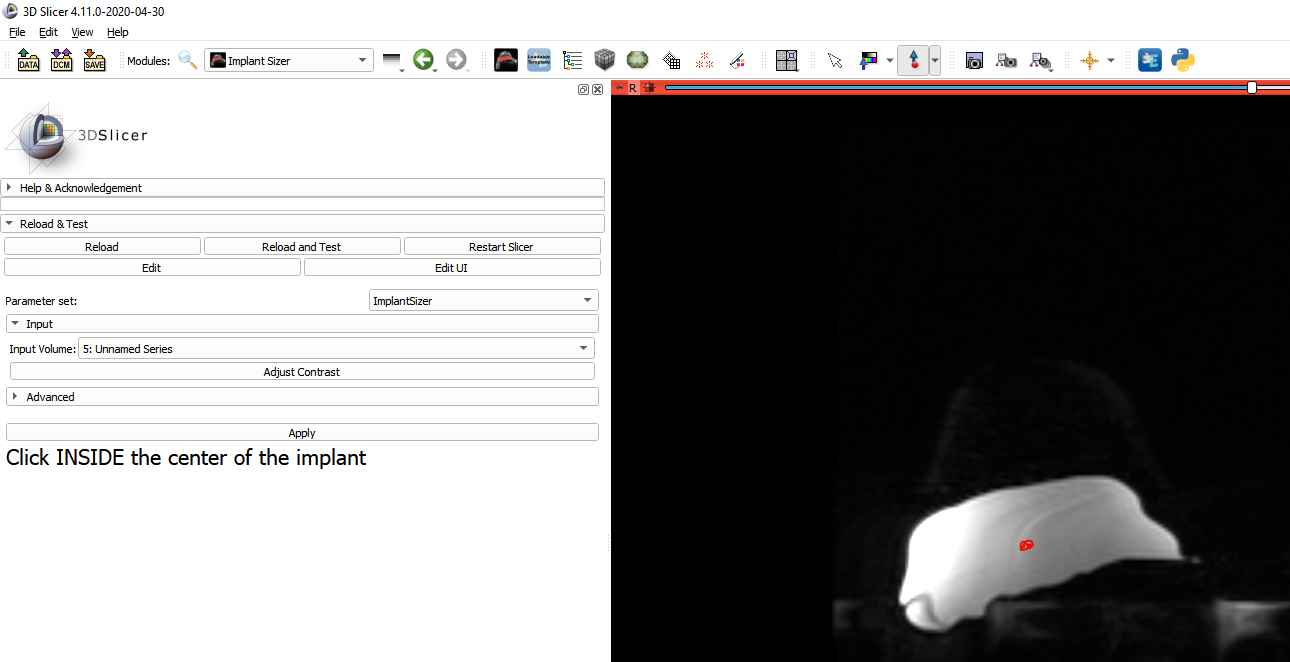 3D Slicer 4.11.0-2020-04-30
File Edit View Help
DATA DCM SAVE Modules: Implant Sizer Loadable Template
R
3DSlicer
Help & Acknowledgement
Reload & Test
Reload Reload and Test Restart Slicer
Edit Edit UI
Parameter set: ImplantSizer
Input
Input Volume: 5: Unnamed Series
Adjust Contrast
Advanced
Apply
Click INSIDE the center of the implant